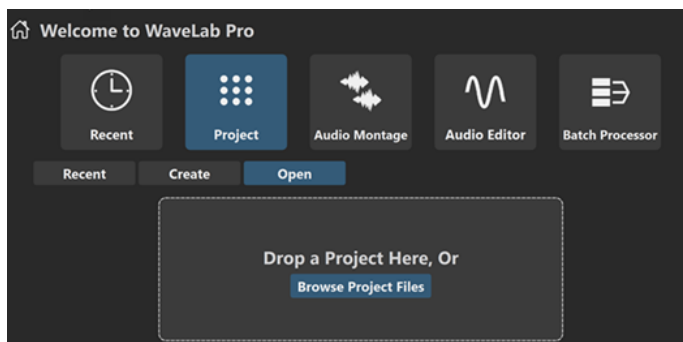 Welcome to WaveLab Pro
Recent Project Audio Montage Audio Editor Batch Processor
Recent Create Open
Drop a Project Here, Or
Browse Project Files